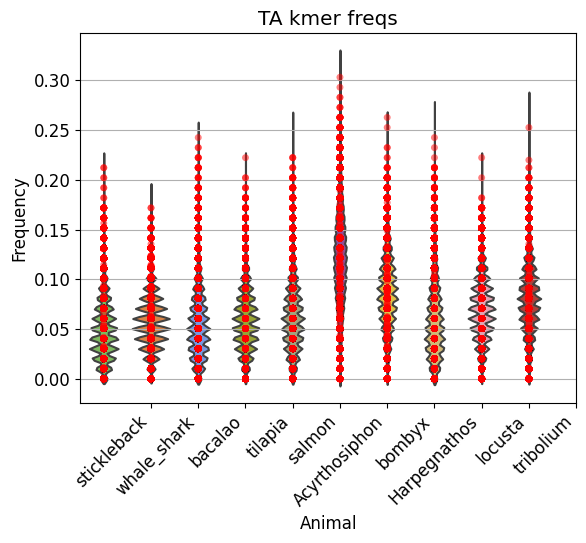 TA kmer freqs
Frequency
0.30
0.25
0.20
0.15
0.10
0.05
0.00
stickleback
whale_shark
bacalao
tilapia
salmon
Acyrthosiphon
bombyx
Harpegnathos
locusta
tribolium
Animal